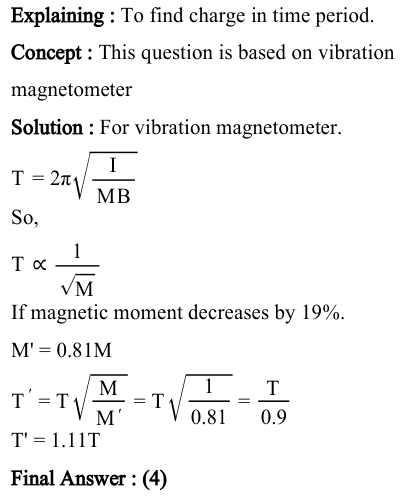 Explaining : To find charge in time period.
Concept : This question is based on vibration
magnetometer
Solution : For vibration magnetometer.
T = 2π√(I/MB)
So,
T ∝ 1/√M
If magnetic moment decreases by 19%.
M' = 0.81M
T′ = T√(M/M′) = T√(1/0.81) = T/0.9
T' = 1.11T
Final Answer : (4)